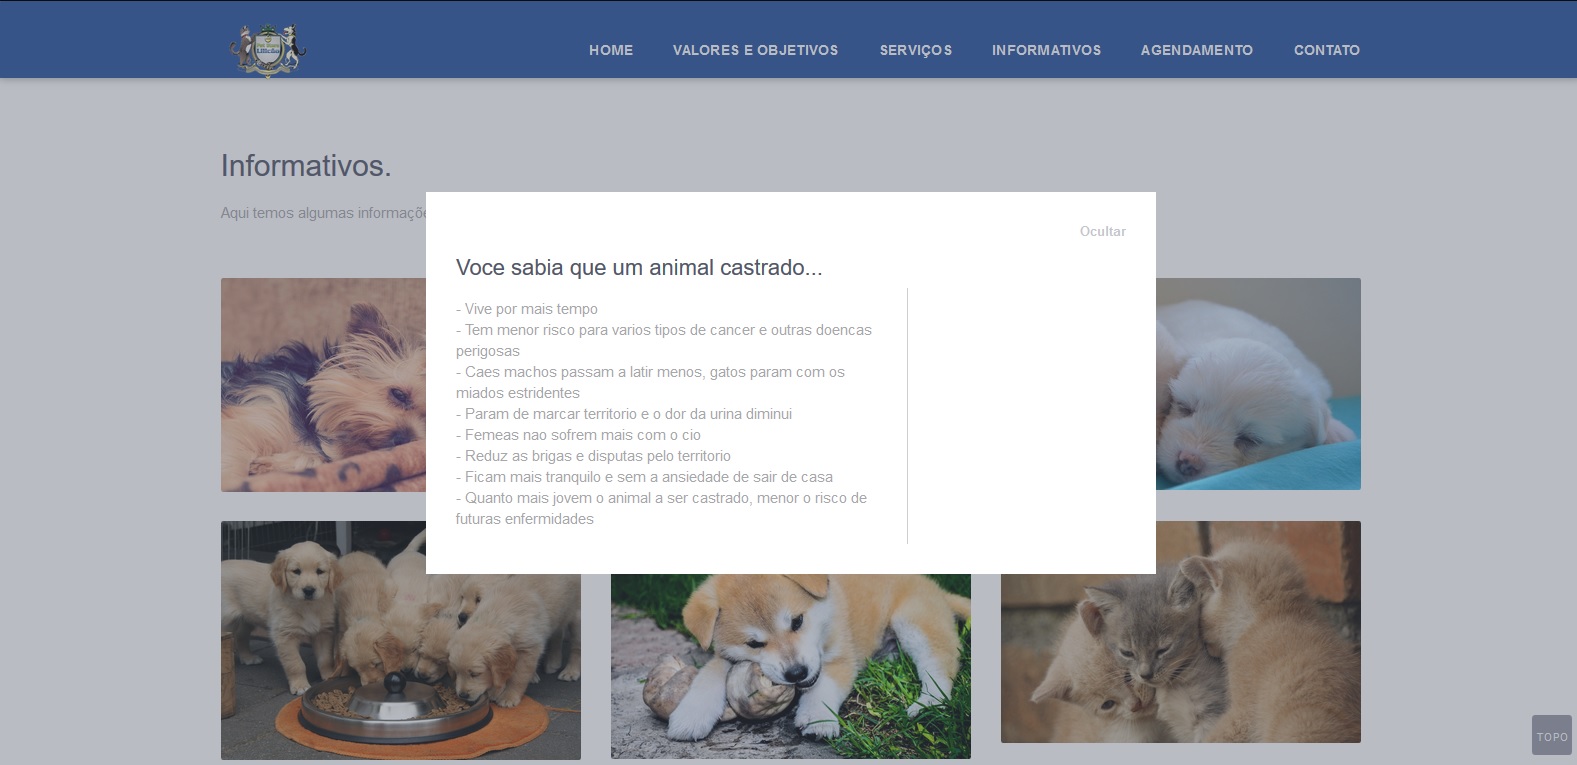 HOME VALORES E OBJETIVOS SERVIÇOS INFORMATIVOS AGENDAMENTO CONTATO
Informativos.
Aqui temos algumas
Ocultar
Voce sabia que um animal castrado...
- Vive por mais tempo
- Tem menor risco para varios tipos de cancer e outras doencas
perigosas
- Caes machos passam a latir menos, gatos param com os
miados estridentes
- Param de marcar territorio e o dor da urina diminui
- Femeas nao sofrem mais com o cio
- Reduz as brigas e disputas pelo territorio
- Ficam mais tranquilo e sem a ansiedade de sair de casa
- Quanto mais jovem o animal a ser castrado, menor o risco de
futuras enfermidades
TOPO